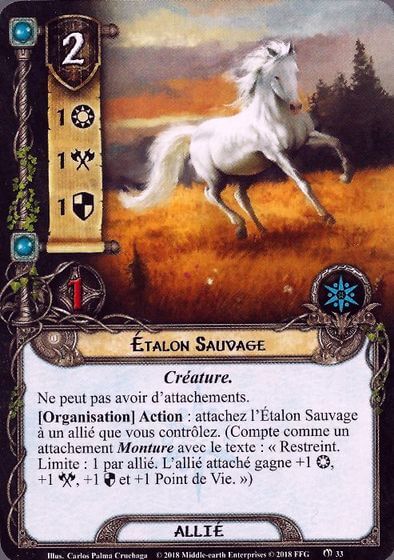 2
1
1
1
1
Étalon Sauvage
Créature.
Ne peut pas avoir d'attachements.
[Organisation] Action : attachez l'Étalon Sauvage
à un allié que vous contrôlez. (Compte comme un
attachement Monture avec le texte : « Restreint.
Limite : 1 par allié. L'allié attaché gagne +1 ,
+1 , +1 et +1 Point de Vie. »)
ALLIÉ
Illus. Carlos Palma Cruchaga © 2018 Middle-earth Enterprises © 2018 FFG 33